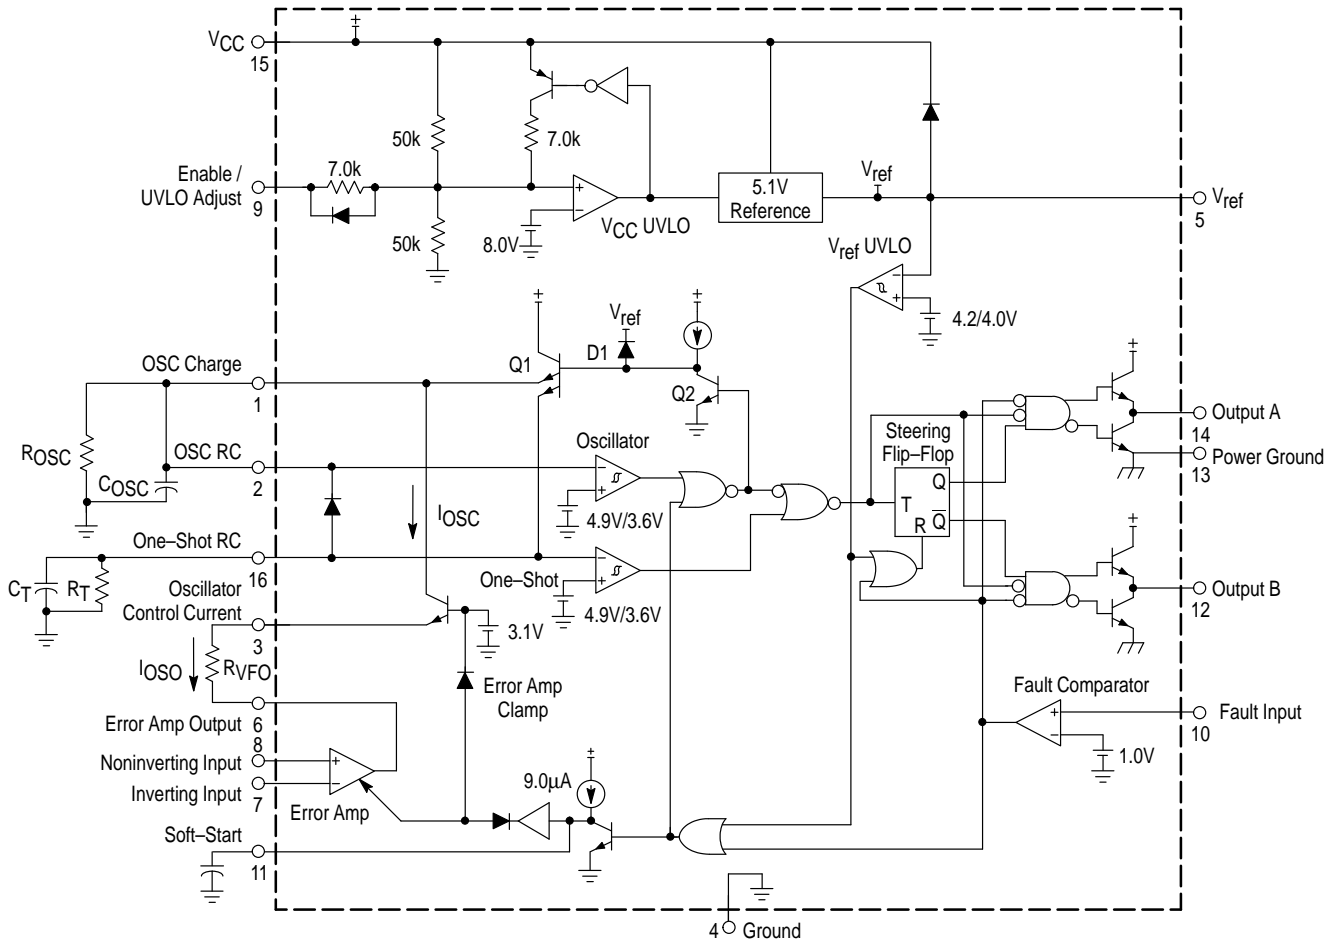 VCC
15
50k
7.0k
7.0k
Enable /
UVLO Adjust
9
+
–
VCC UVLO
8.0V
50k
5.1V
Reference
Vref
Vref
5
Vref UVLO
–
+
4.2/4.0V
OSC Charge
1
Q1
Vref
D1
Q2
ROSC
COSC
OSC RC
2
IOSC
Oscillator
–
+
4.9V/3.6V
One–Shot RC
16
CT
RT
One–Shot
–
+
4.9V/3.6V
Oscillator
Control Current
3
3.1V
IOSO
RVFO
Steering
Flip–Flop
Q
T
Q
R
Output A
14
Power Ground
13
Output B
12
Error Amp
Clamp
Error Amp Output
6
8
Noninverting Input
+
–
Inverting Input
7
Error Amp
9.0µA
Soft–Start
11
Fault Comparator
+
–
Fault Input
10
1.0V
4
Ground